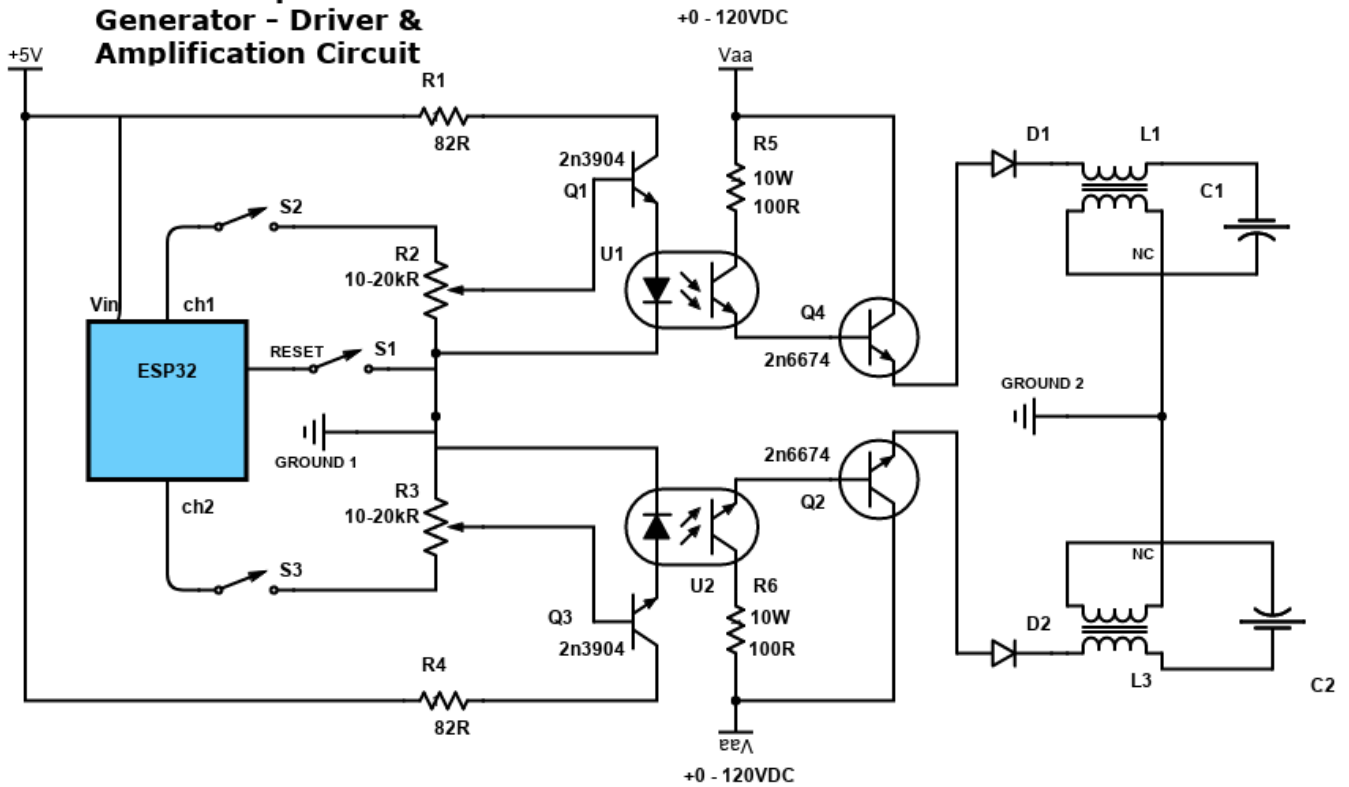 Generator – Driver &
Amplification Circuit
+0 - 120VDC
+5V
Vaa
R1
82R
2n3904
Q1
R5
10W
100R
D1
L1
C1
S2
R2
10-20kR
U1
NC
Vin
ch1
Q4
2n6674
RESET
S1
ESP32
GROUND 2
GROUND 1
2n6674
Q2
ch2
R3
10-20kR
NC
S3
U2
R6
10W
100R
Q3
2n3904
D2
L3
C2
R4
82R
Vaa
+0 - 120VDC